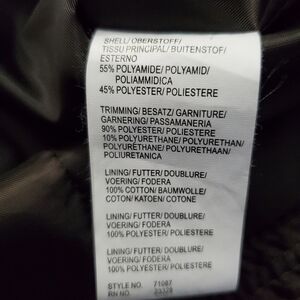 SHELL/OBERSTOFF/
TISSU PRINCIPAL/BUITENSTOF/
ESTERNO
55% POLYAMIDE/POLYAMID/
POLIAMMIDICA
45% POLYESTER/POLIESTERE
TRIMMING/BESATZ/GARNITURE/
GARNERING/PASSAMANERIA
90% POLYESTER/POLIESTERE
10% POLYURETHANE/POLYURETHAN/
POLYURÉTHANE/POLYURETHAAN/
POLIURETANICA
LINING/FUTTER/DOUBLURE/
VOERING/FODERA
100% COTTON/BAUMWOLLE/
COTON/KATOEN/COTONE
LINING/FUTTER/DOUBLURE/
VOERING/FODERA
100% POLYESTER/POLIESTERE
LINING/FUTTER/DOUBLURE/
VOERING/FODERA
100% POLYESTER/POLIESTERE
STYLE NO. 71087
RN NO. 23328